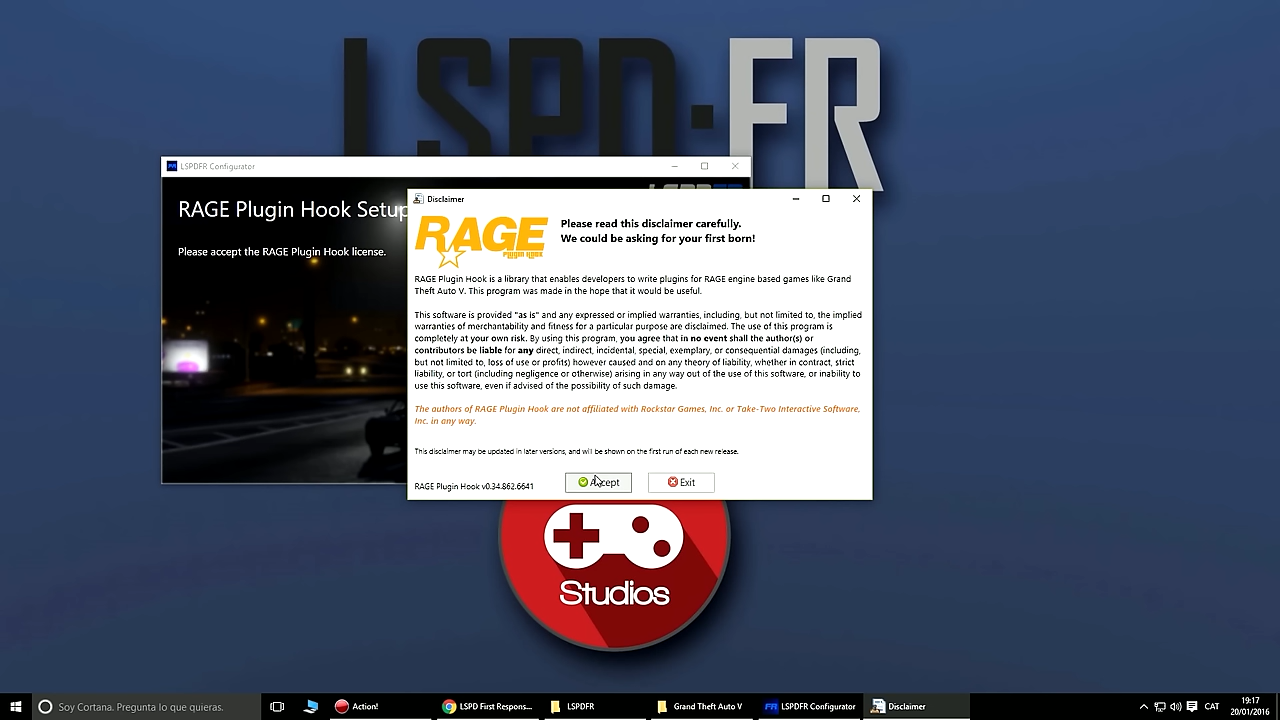 LSPD·FR
LSPDFR Configurator
RAGE Plugin Hook Setup
Please accept the RAGE Plugin Hook license.
Disclaimer
RAGE
PLUGIN HOOK
Please read this disclaimer carefully.
We could be asking for your first born!
RAGE Plugin Hook is a library that enables developers to write plugins for RAGE engine based games like Grand
Theft Auto V. This program was made in the hope that it would be useful.
This software is provided "as is" and any expressed or implied warranties, including, but not limited to, the implied
warranties of merchantability and fitness for a particular purpose are disclaimed. The use of this program is
completely at your own risk. By using this program, you agree that in no event shall the author(s) or
contributors be liable for any direct, indirect, incidental, special, exemplary, or consequential damages (including,
but not limited to, loss of use or profits) however caused and on any theory of liability, whether in contract, strict
liability, or tort (including negligence or otherwise) arising in any way out of the use of this software, or inability to
use this software, even if advised of the possibility of such damage.
The authors of RAGE Plugin Hook are not affiliated with Rockstar Games, Inc. or Take-Two Interactive Software,
Inc. in any way.
This disclaimer may be updated in later versions, and will be shown on the first run of each new release.
RAGE Plugin Hook v0.34.862.6641
Accept
Exit
Studios
Soy Cortana. Pregunta lo que quieras.
Action!
LSPD First Respons...
LSPDFR
Grand Theft Auto V
LSPDFR Configurator
Disclaimer
CAT
19:17
20/01/2016